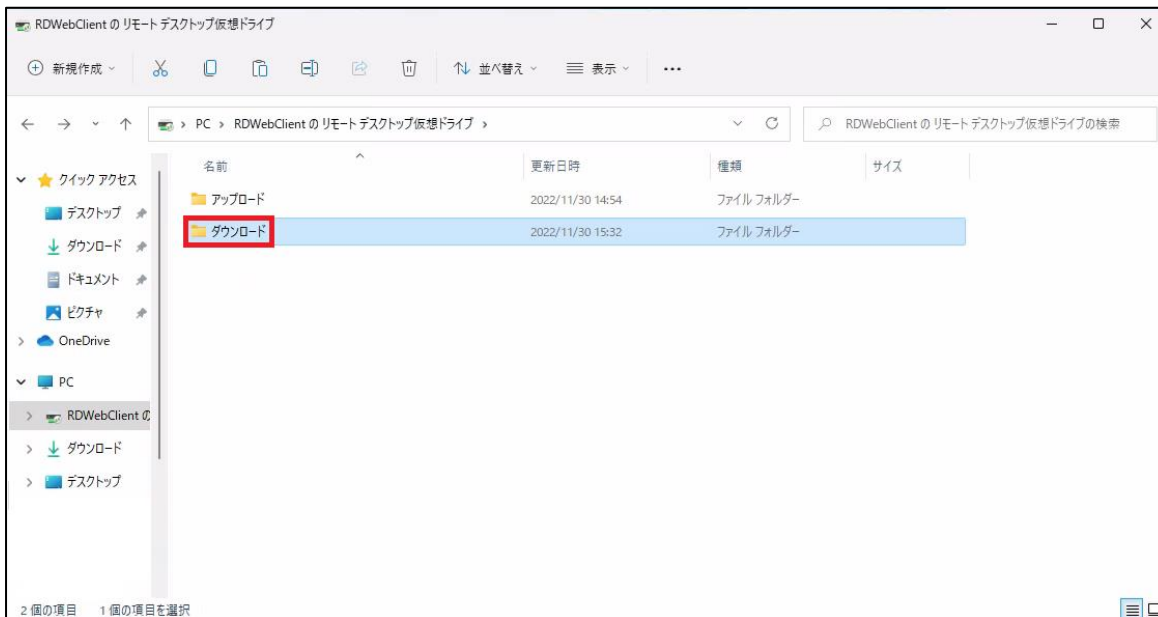 RDWebClient の リモート デスクトップ仮想ドライブ
新規作成 並べ替え 表示 ...
PC > RDWebClient の リモート デスクトップ仮想ドライブ > RDWebClient の リモート デスクトップ仮想ドライブの検索
名前 更新日時 種類 サイズ
クイック アクセス
アップロード 2022/11/30 14:54 ファイル フォルダー
デスクトップ
ダウンロード 2022/11/30 15:32 ファイル フォルダー
ダウンロード
ドキュメント
ピクチャ
OneDrive
PC
RDWebClient の
ダウンロード
デスクトップ
2 個の項目 1 個の項目を選択